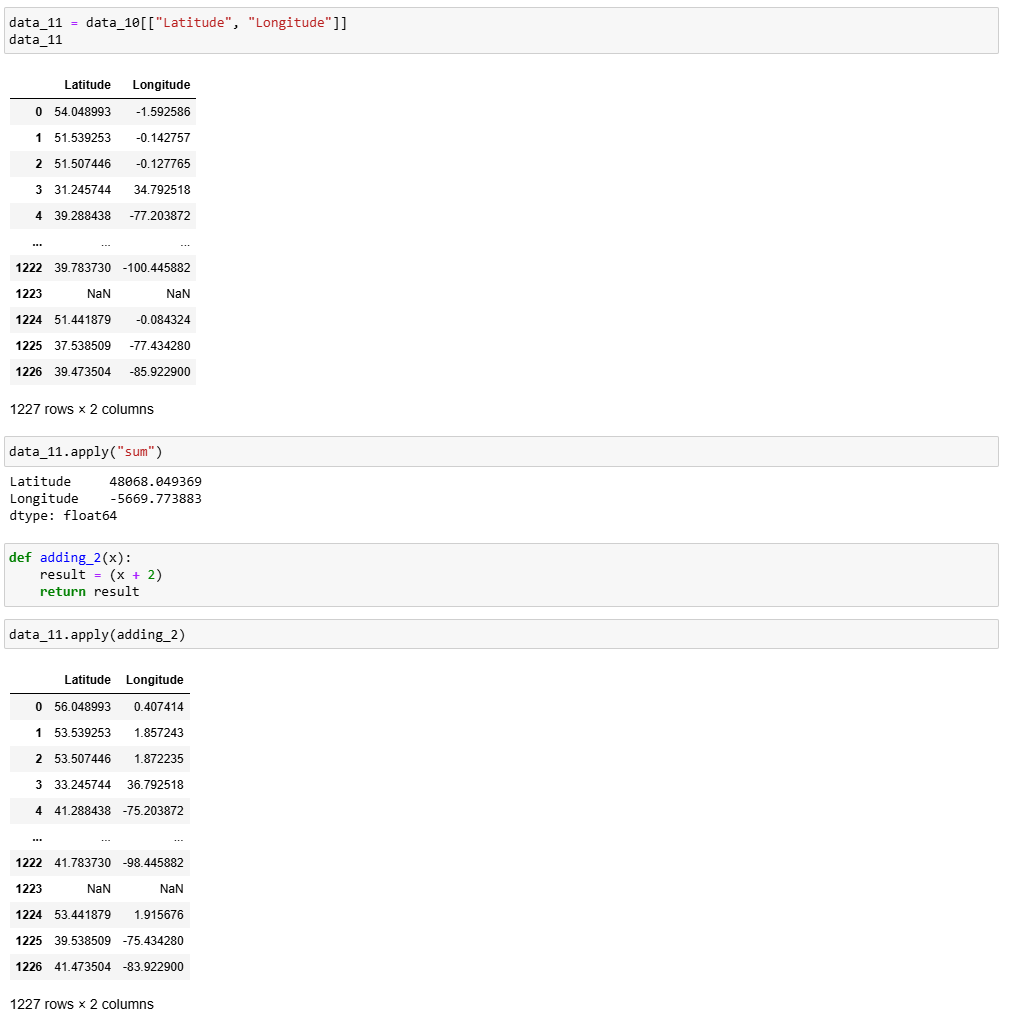 data_11 = data_10[["Latitude", "Longitude"]]
data_11
Latitude Longitude
0 54.048993 -1.592586
1 51.539253 -0.142757
2 51.507446 -0.127765
3 31.245744 34.792518
4 39.288438 -77.203872
... ... ...
1222 39.783730 -100.445882
1223 NaN NaN
1224 51.441879 -0.084324
1225 37.538509 -77.434280
1226 39.473504 -85.922900
1227 rows × 2 columns
data_11.apply("sum")
Latitude 48068.049369
Longitude -5669.773883
dtype: float64
def adding_2(x):
    result = (x + 2)
    return result
data_11.apply(adding_2)
Latitude Longitude
0 56.048993 0.407414
1 53.539253 1.857243
2 53.507446 1.872235
3 33.245744 36.792518
4 41.288438 -75.203872
... ... ...
1222 41.783730 -98.445882
1223 NaN NaN
1224 53.441879 1.915676
1225 39.538509 -75.434280
1226 41.473504 -83.922900
1227 rows × 2 columns